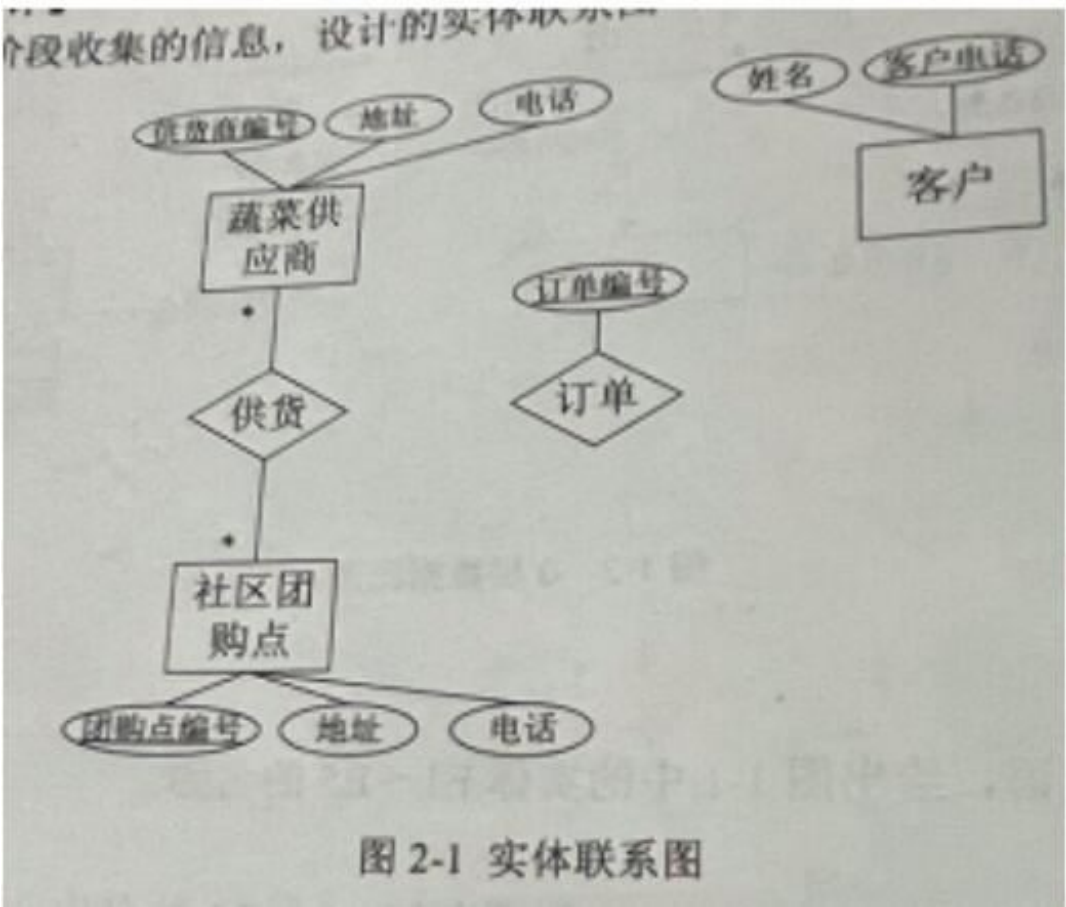 阶段收集的信息，设计的实体联系图
姓名 客户电话
供货商编号 地址 电话
客户
蔬菜供
应商
订单编号
*
订单
供货
*
社区团
购点
团购点编号 地址 电话
图 2-1 实体联系图